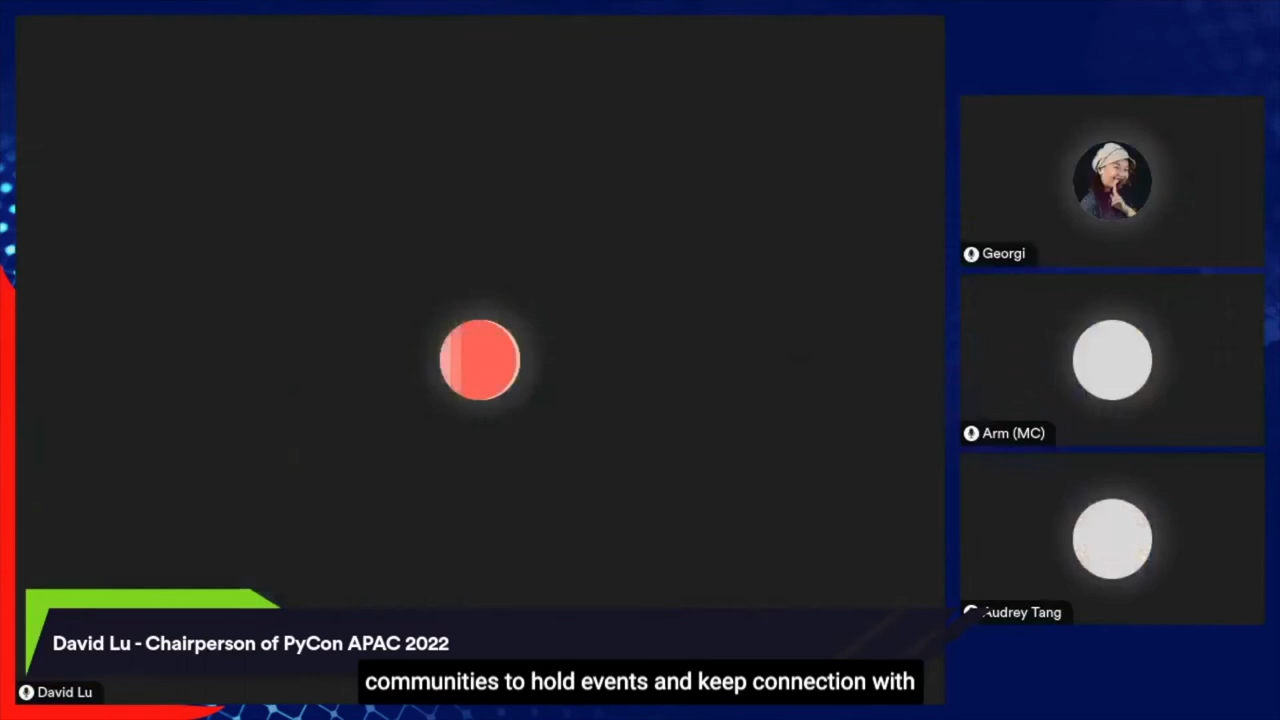 Georgi
Arm (MC)
Audrey Tang
David Lu - Chairperson of PyCon APAC 2022
communities to hold events and keep connection with
David Lu